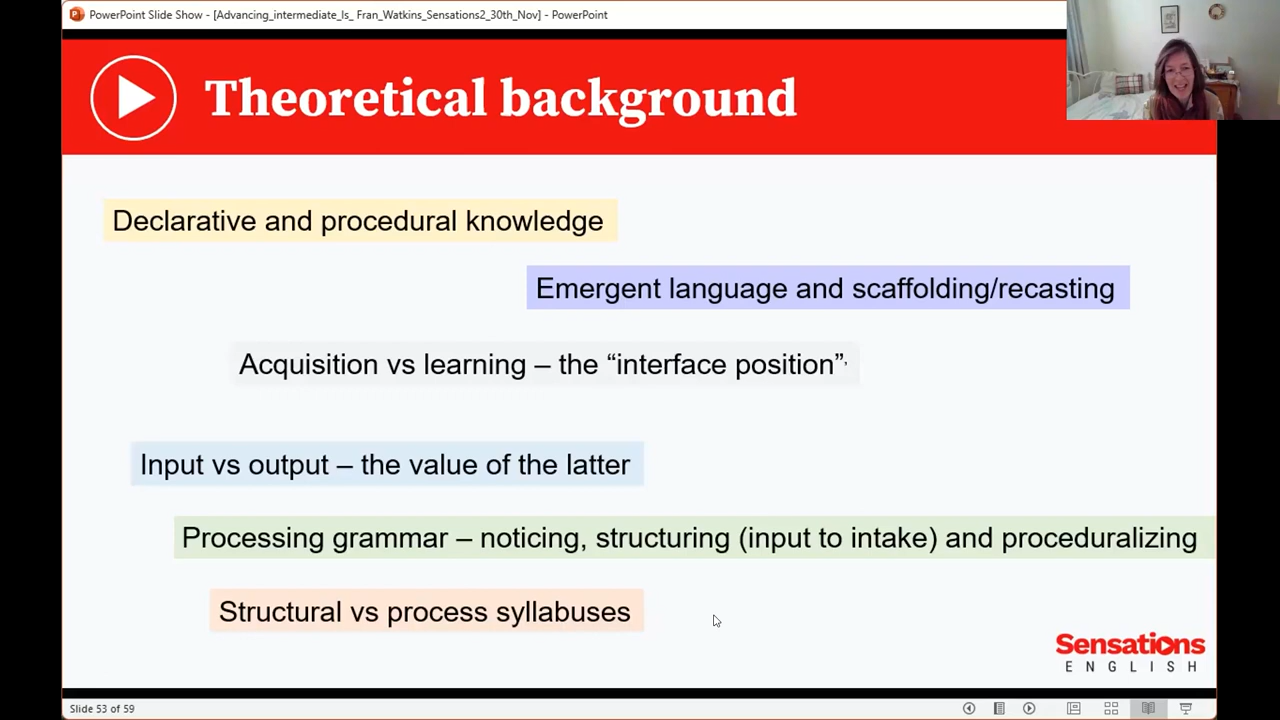 PowerPoint Slide Show - [Advancing_intermediate_ls_ Fran_Watkins_Sensations2_30th_Nov] - PowerPoint
Theoretical background
Declarative and procedural knowledge
Emergent language and scaffolding/recasting
Acquisition vs learning – the “interface position”,
Input vs output – the value of the latter
Processing grammar – noticing, structuring (input to intake) and proceduralizing
Structural vs process syllabuses
Sensations
ENGLISH
Slide 53 of 59